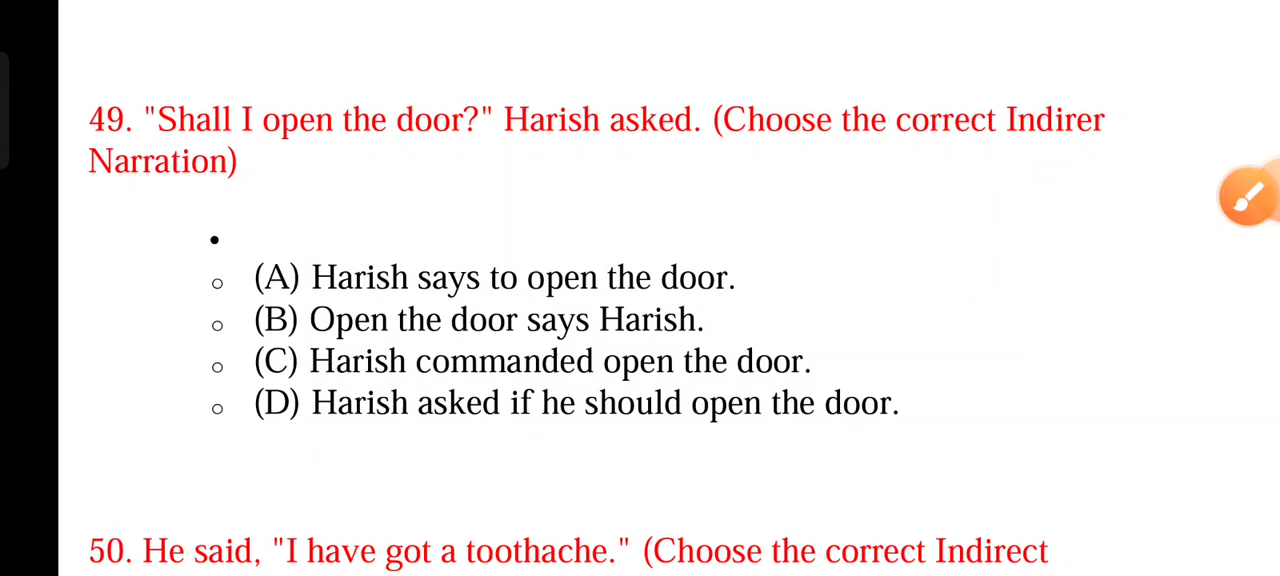 49. "Shall I open the door?" Harish asked. (Choose the correct Indirer
Narration)
(A) Harish says to open the door.
(B) Open the door says Harish.
(C) Harish commanded open the door.
(D) Harish asked if he should open the door.
50. He said, "I have got a toothache." (Choose the correct Indirect